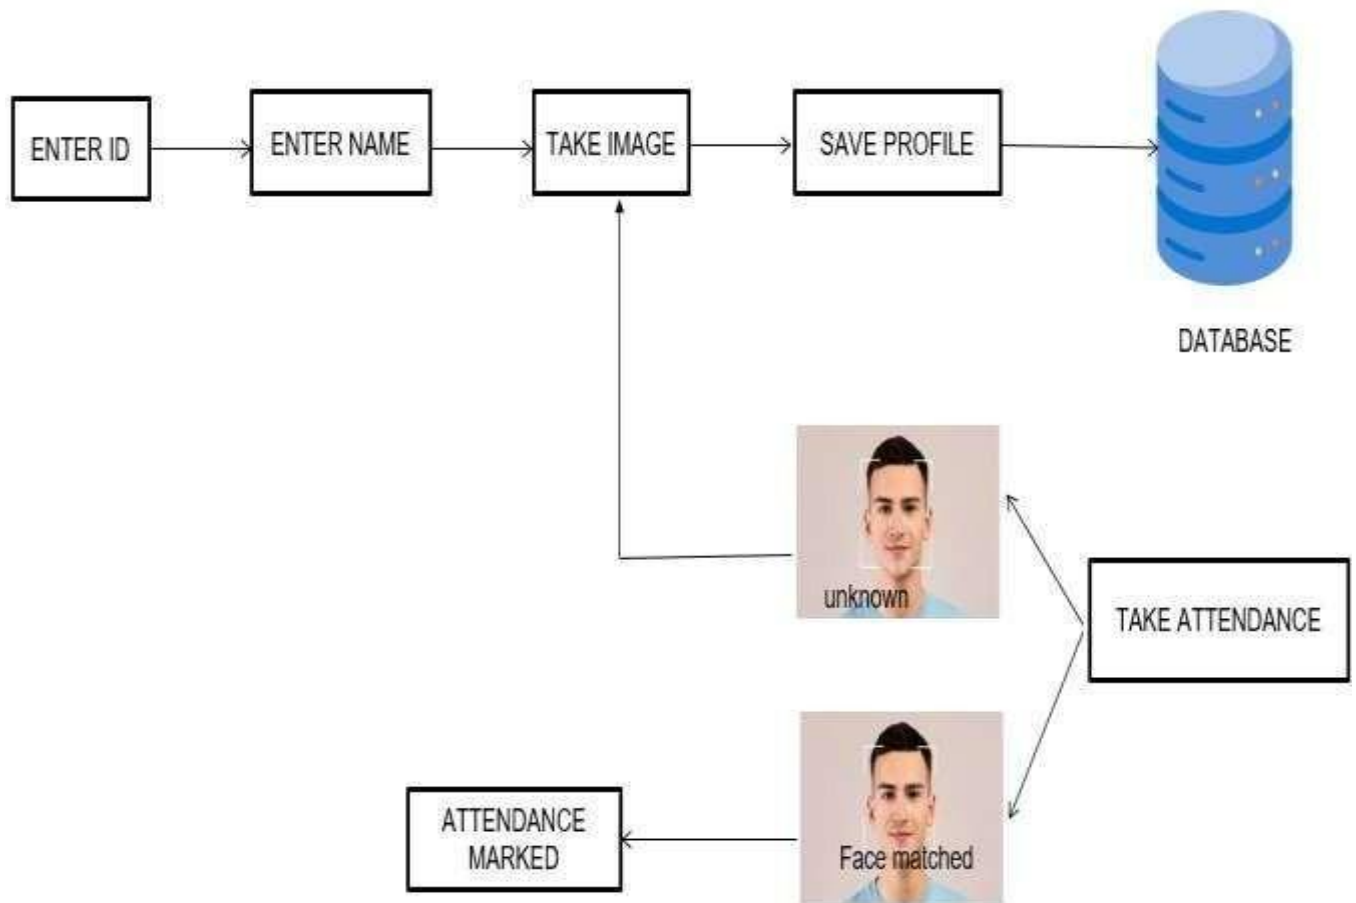 ENTER ID
ENTER NAME
TAKE IMAGE
SAVE PROFILE
DATABASE
unknown
TAKE ATTENDANCE
ATTENDANCE
MARKED
Face matched